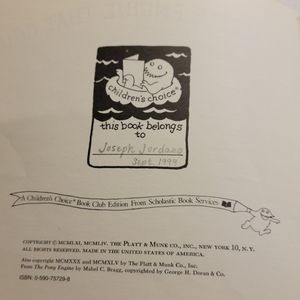 children's choice®
this book belongs
to
Joseph Jordano
Sept. 1994
A Children's Choice® Book Club Edition From Scholastic Book Services
COPYRIGHT © MCMLXI, MCMLIV, THE PLATT & MUNK CO., INC., NEW YORK 10, N. Y.
ALL RIGHTS RESERVED. MADE IN THE UNITED STATES OF AMERICA.
Also copyright MCMXXX and MCMXLV by The Platt & Munk Co., Inc.
From The Pony Engine by Mabel C. Bragg, copyrighted by George H. Doran & Co.
ISBN: 0-590-75729-8